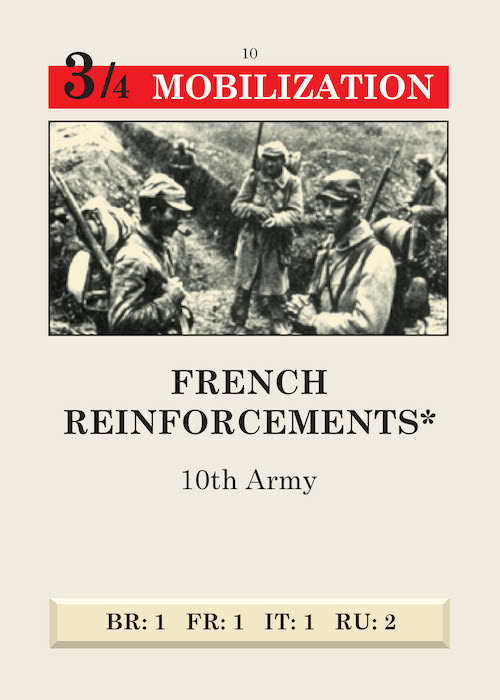 10
3/4 MOBILIZATION
FRENCH
REINFORCEMENTS*
10th Army
BR: 1 FR: 1 IT: 1 RU: 2